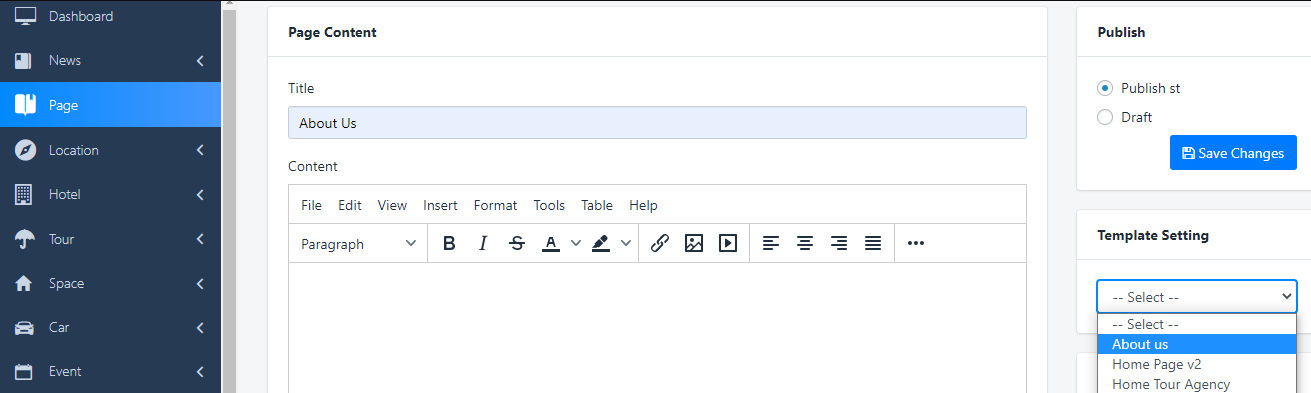 Dashboard
News
Page
Location
Hotel
Tour
Space
Car
Event
Page Content
Title
About Us
Content
File Edit View Insert Format Tools Table Help
Paragraph B I S A
Publish
Publish st
Draft
Save Changes
Template Setting
-- Select --
-- Select --
About us
Home Page v2
Home Tour Agency